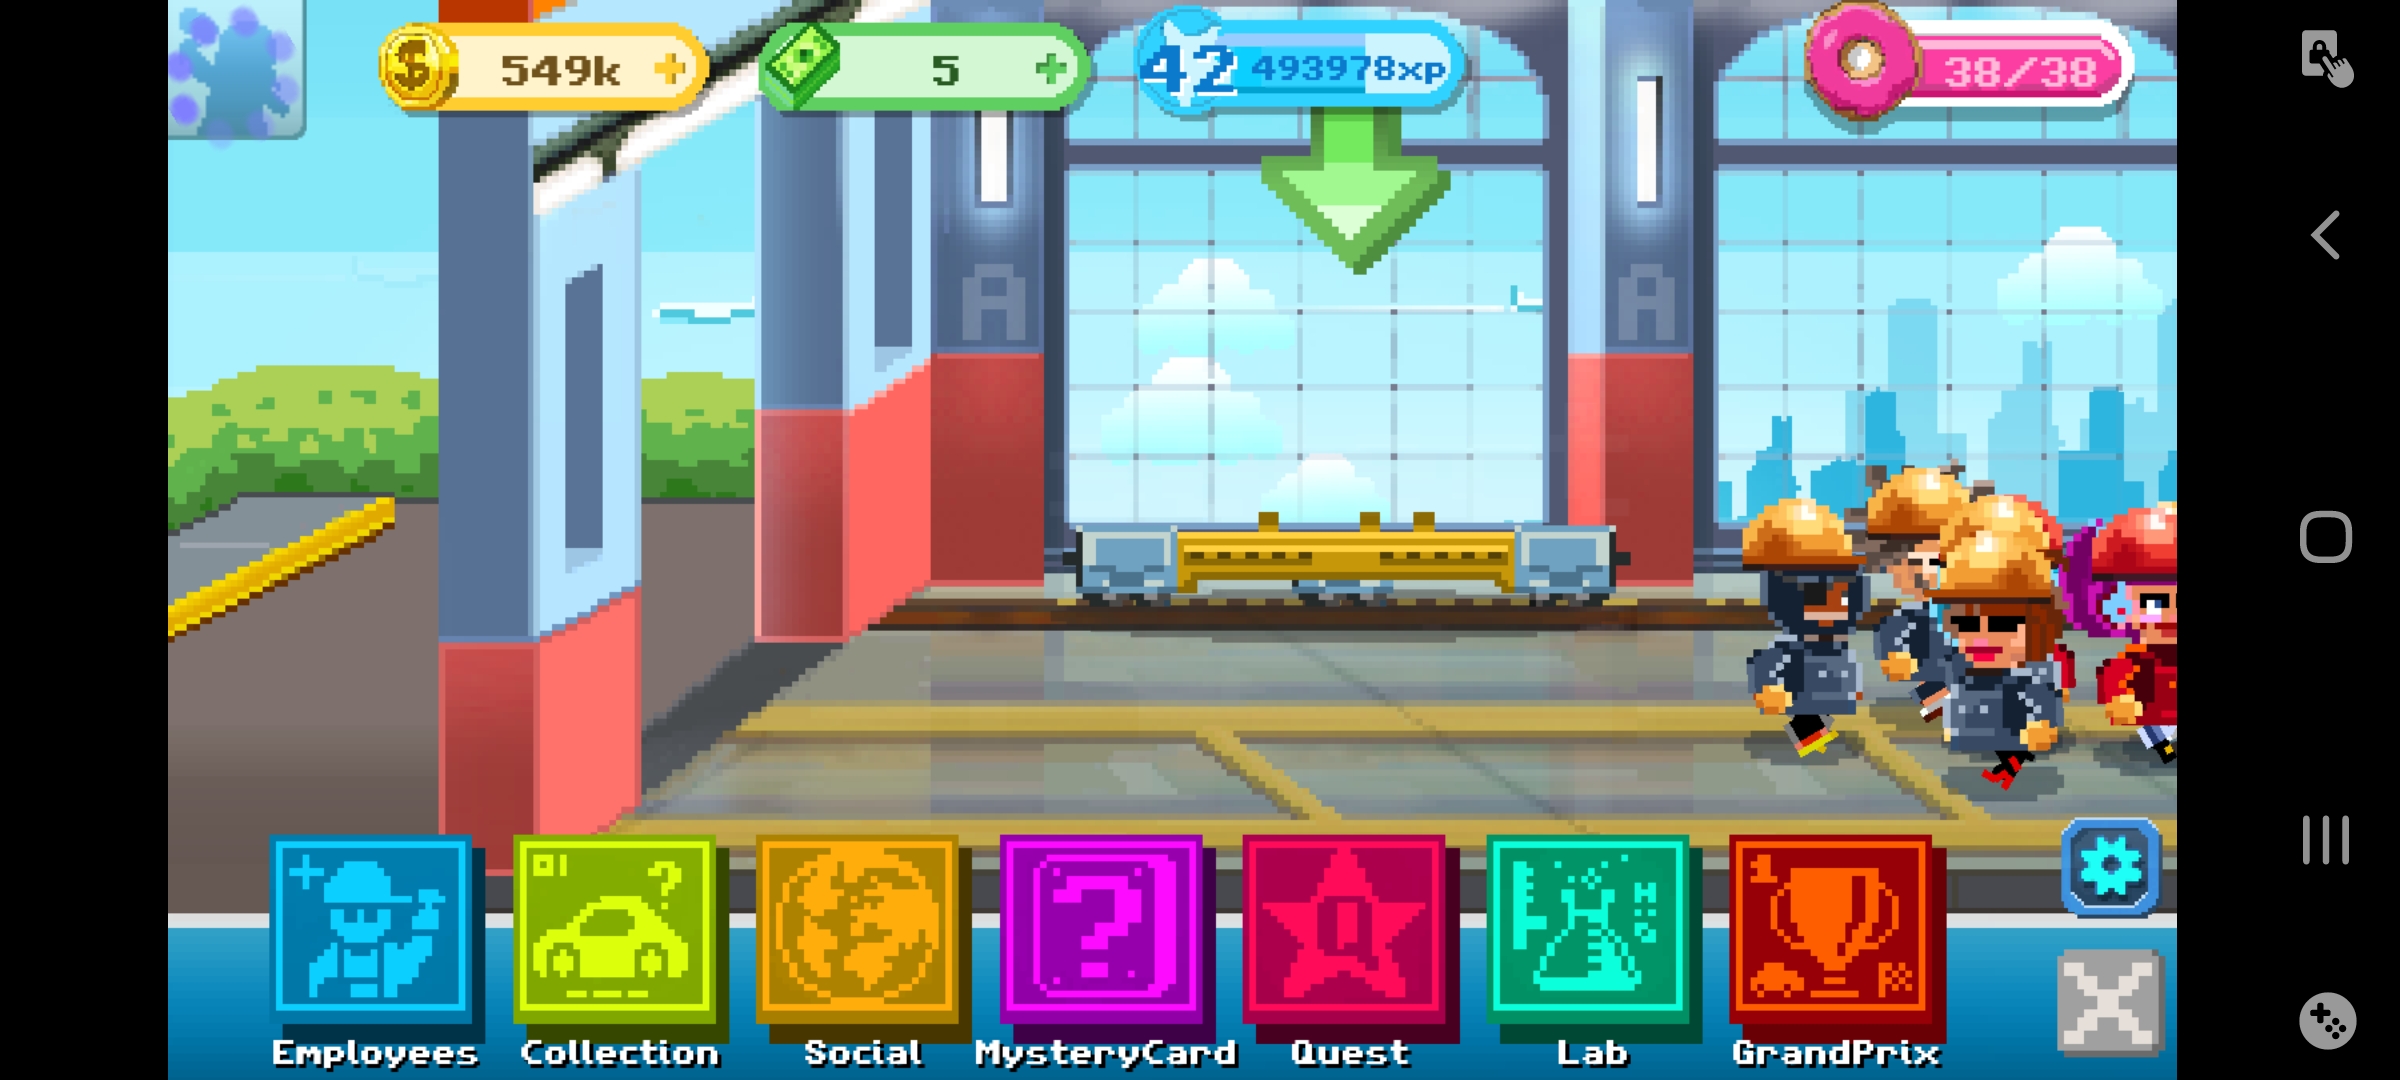 549k
5
42 493978xp
38/38
A A
Q
Employees Collection Social MysteryCard Quest Lab GrandPrix